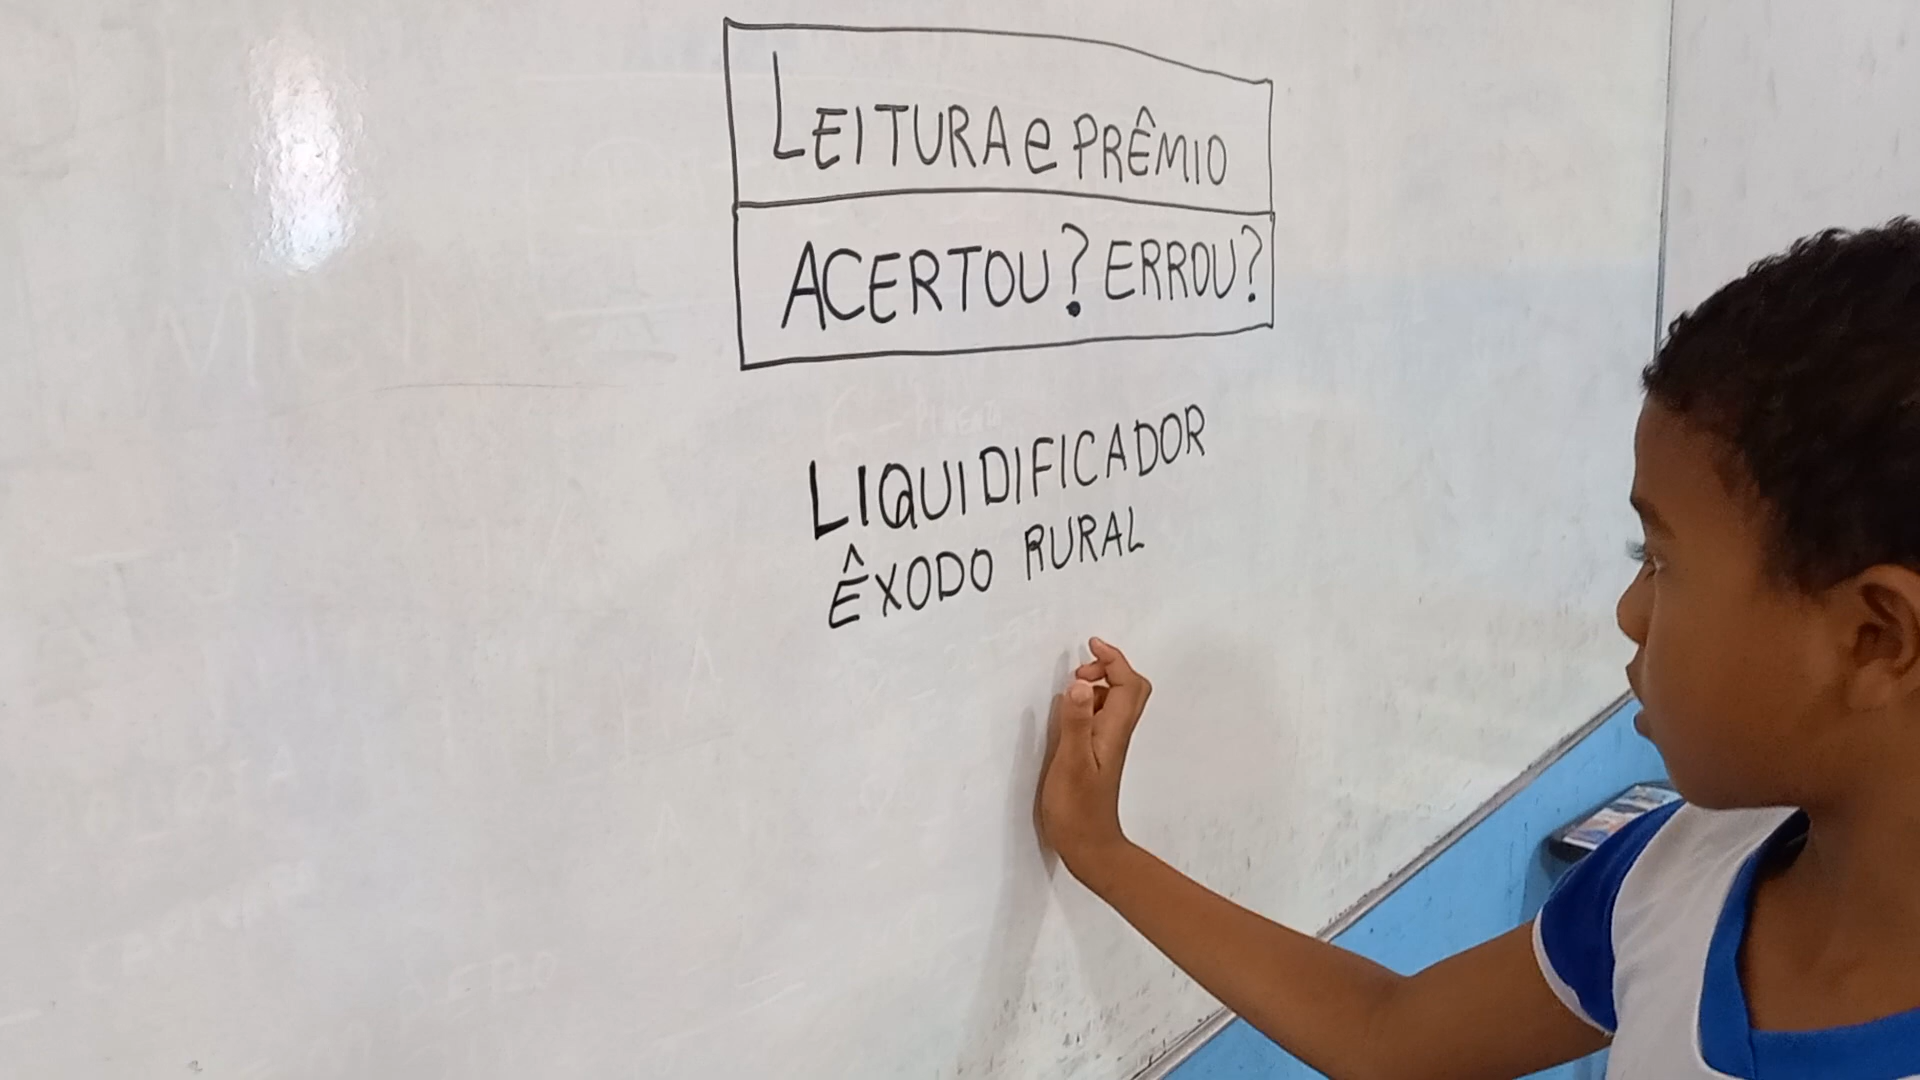 LEITURA e PRÊMIO
ACERTOU? ERROU?
LIQUIDIFICADOR
ÊXODO RURAL